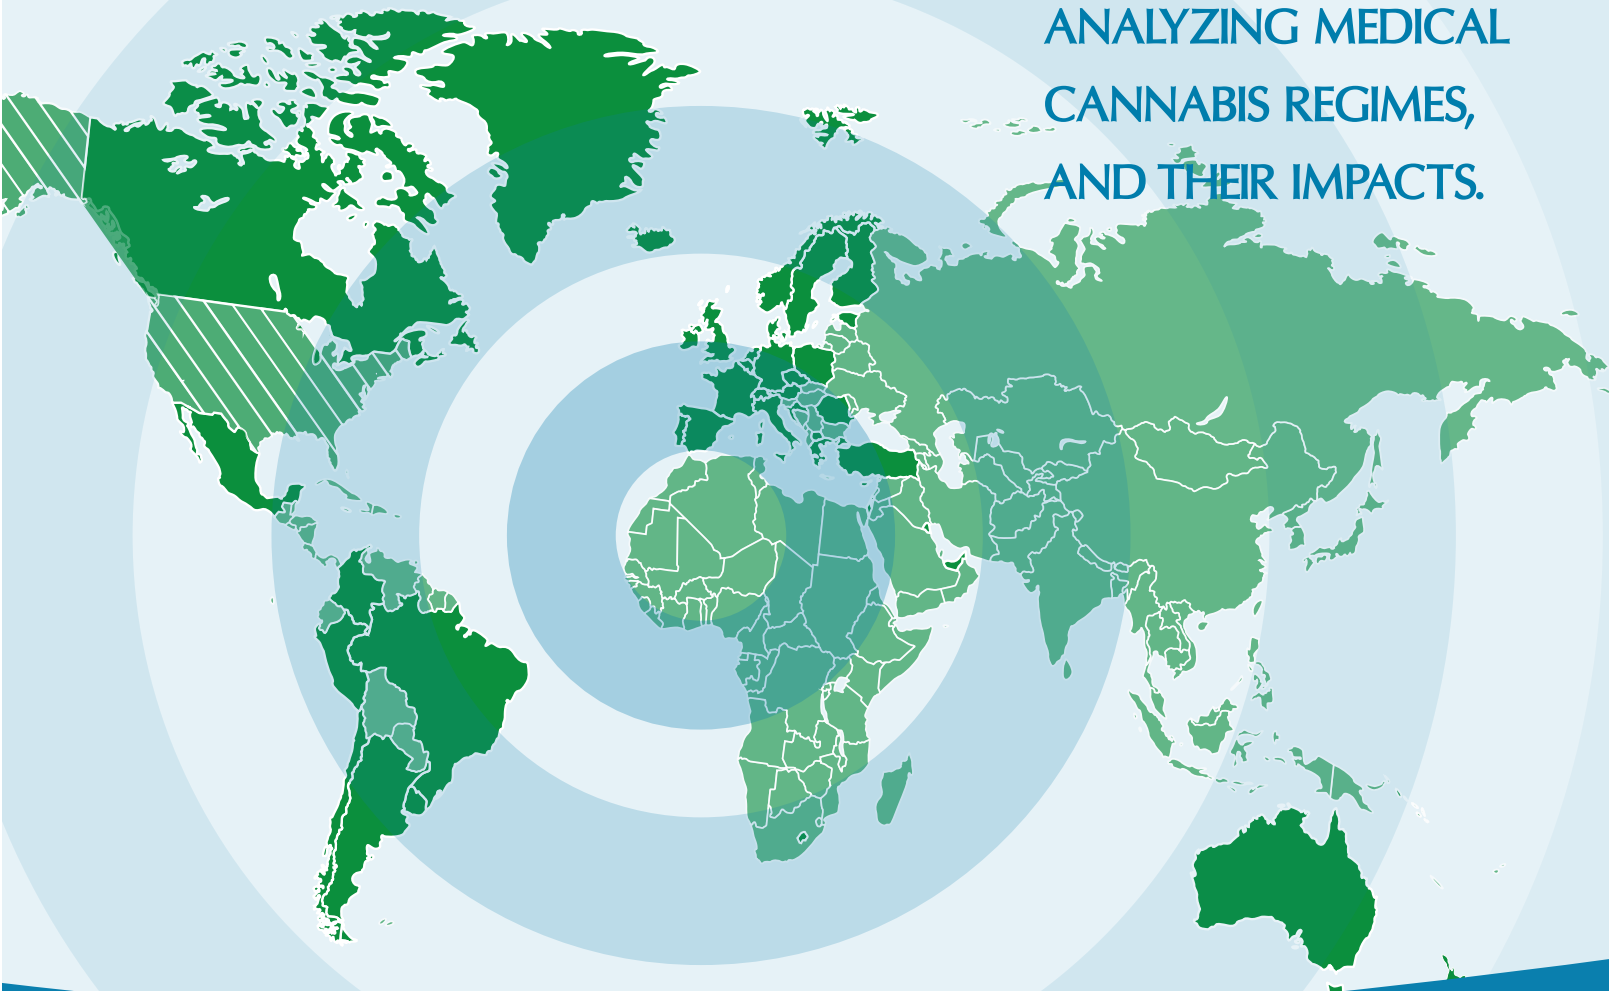 ANALYZING MEDICAL
CANNABIS REGIMES,
AND THEIR IMPACTS.